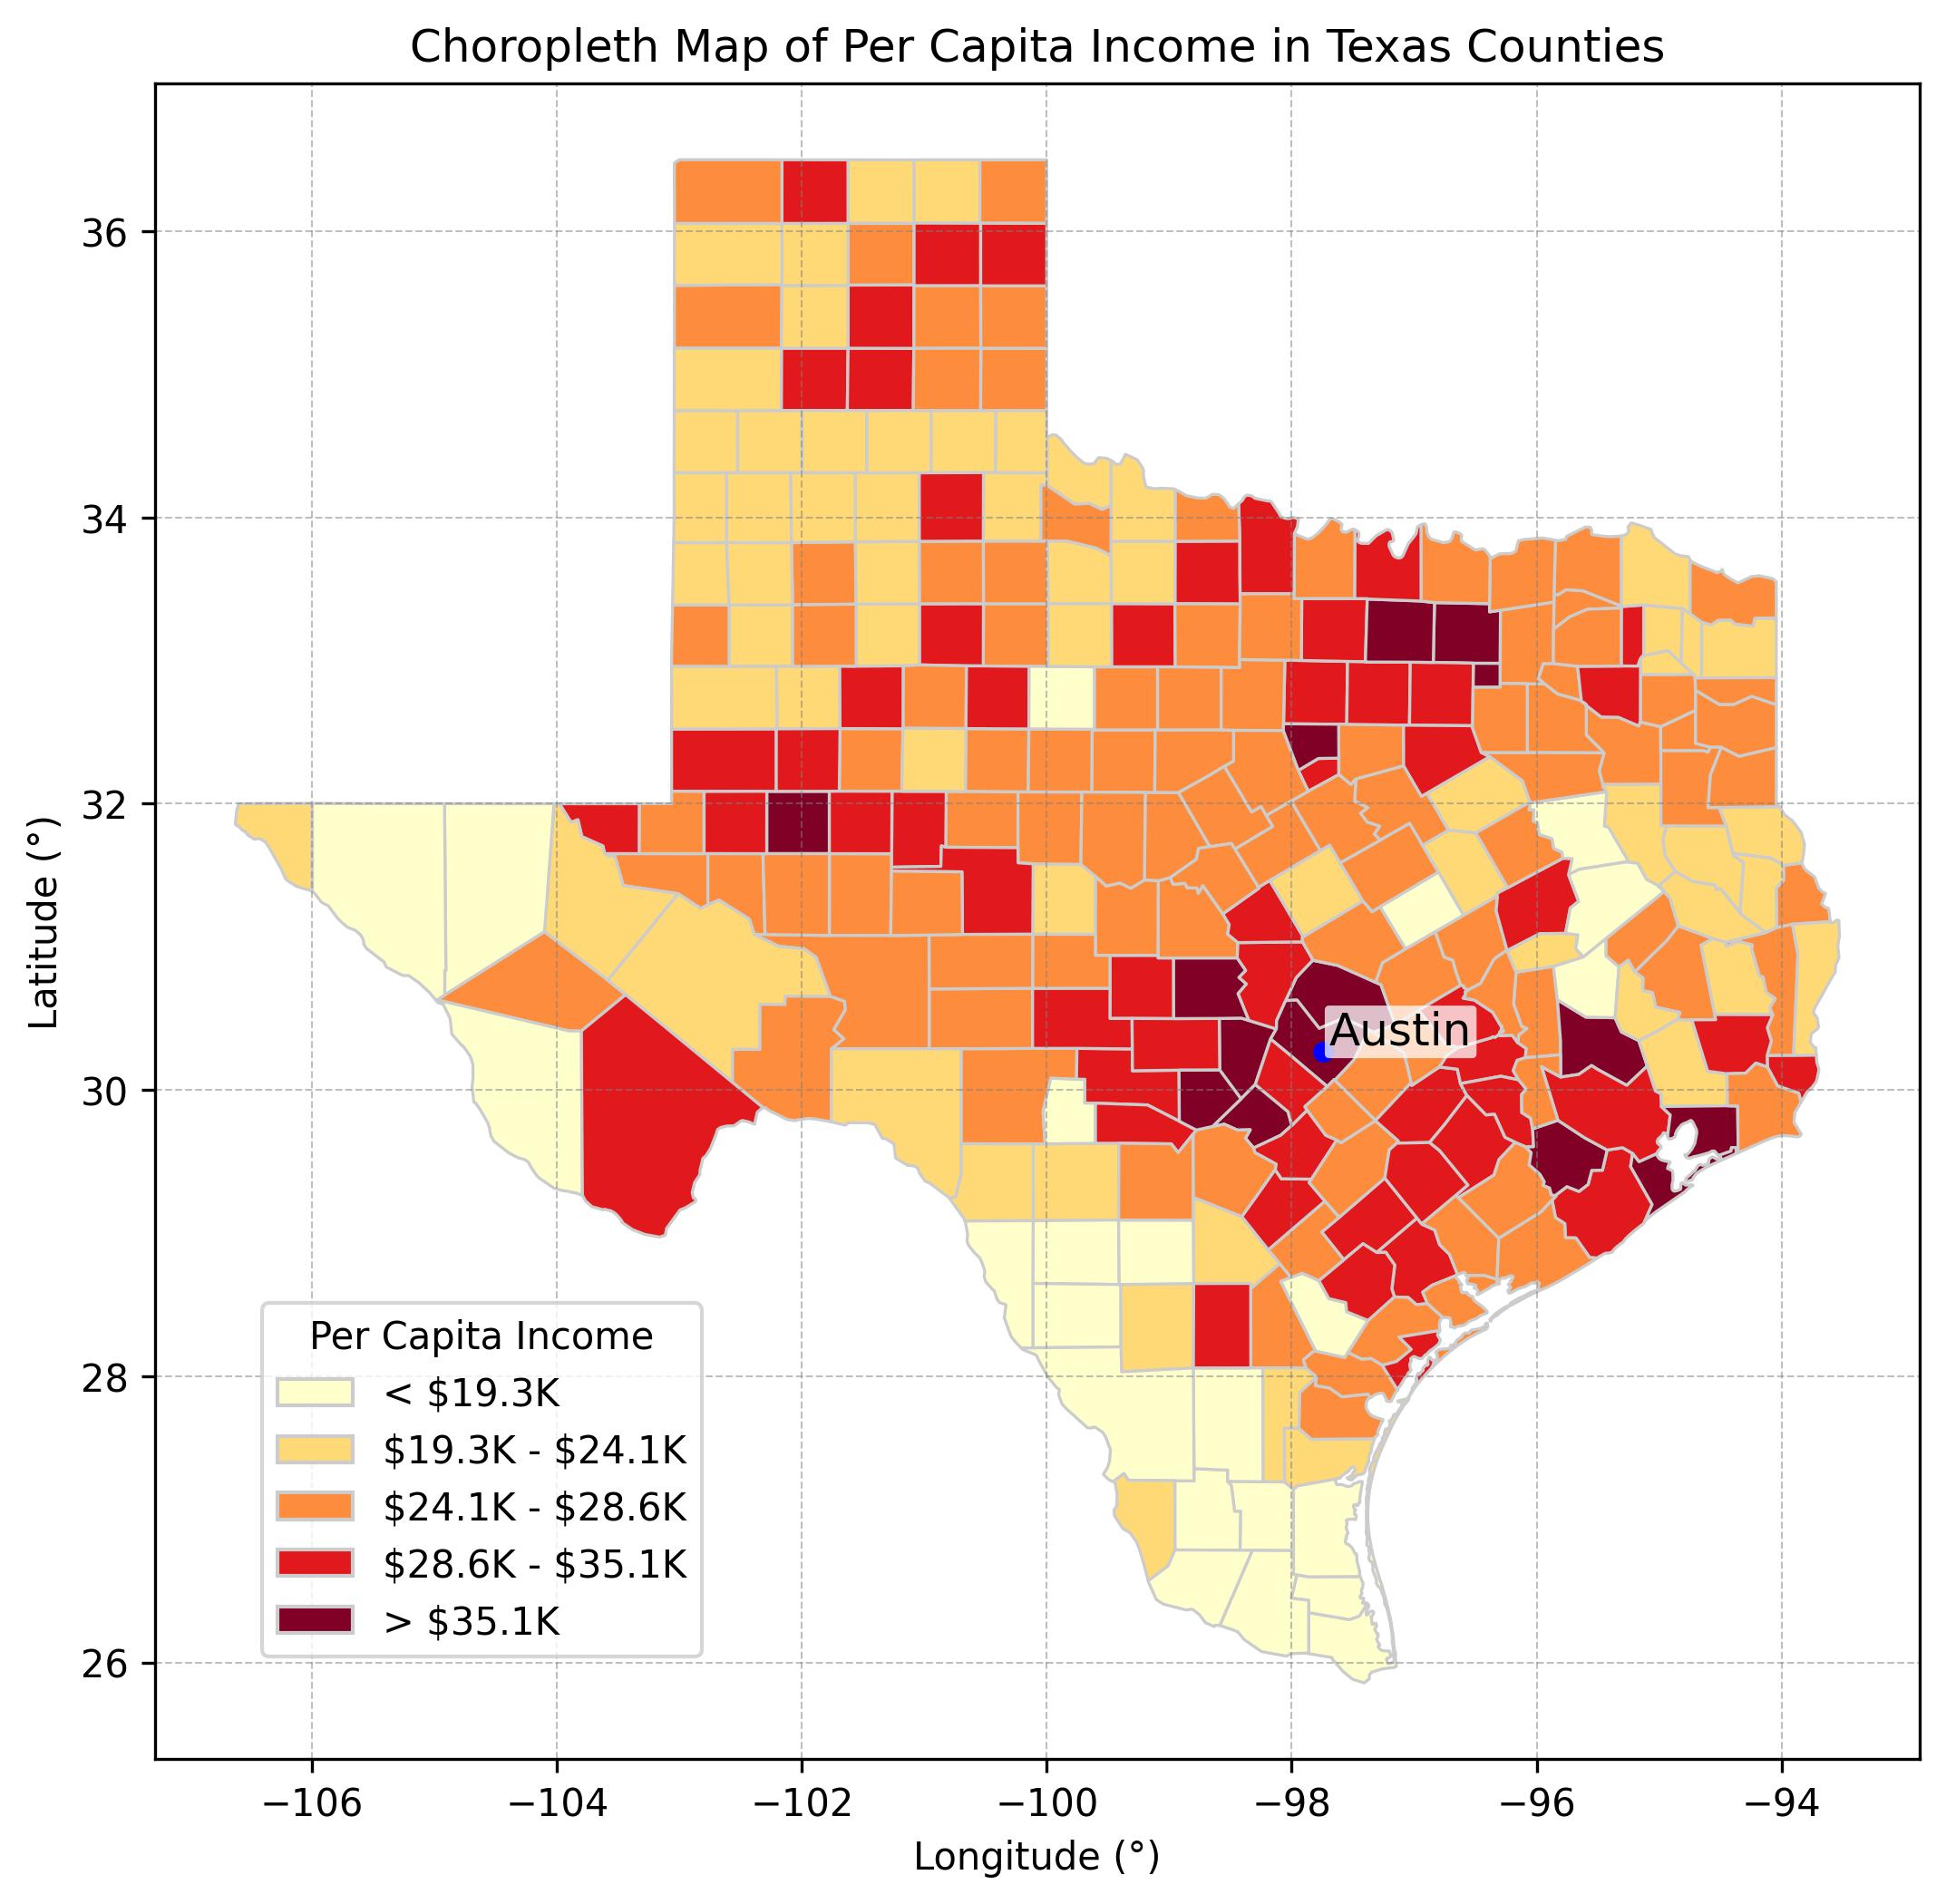 Choropleth Map of Per Capita Income in Texas Counties
Latitude (°)
36
34
32
30
28
26
Austin
Per Capita Income
< $19.3K
$19.3K - $24.1K
$24.1K - $28.6K
$28.6K - $35.1K
> $35.1K
−106 −104 −102 −100 −98 −96 −94
Longitude (°)